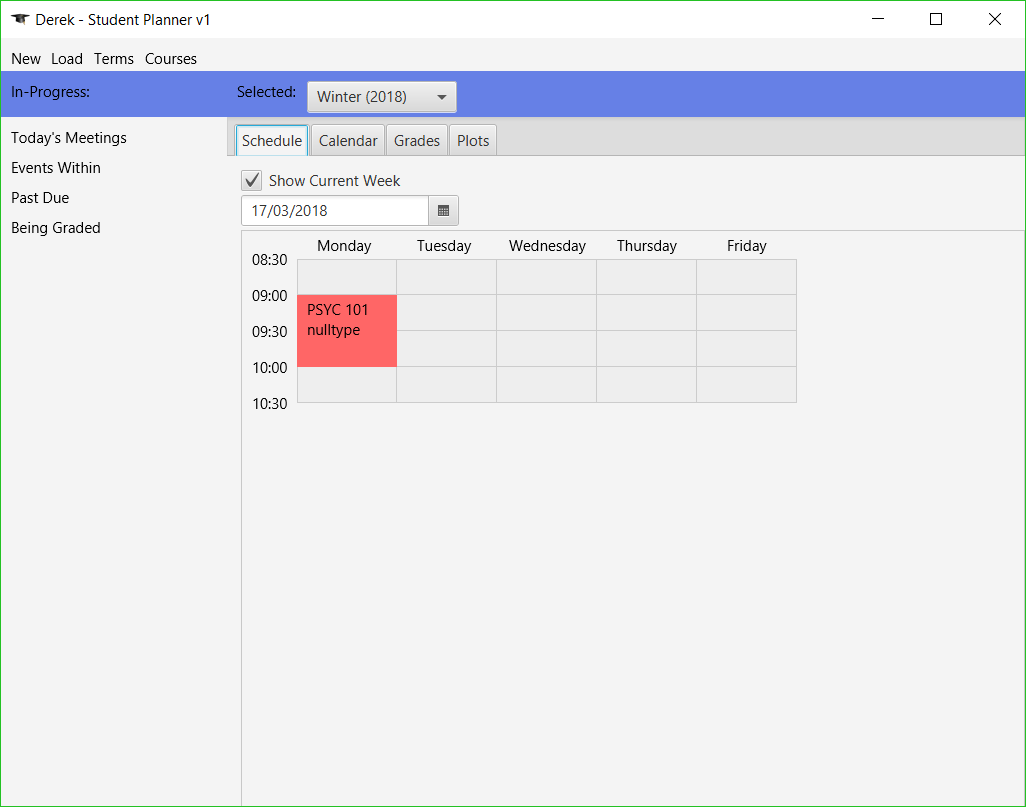 Derek - Student Planner v1
New Load Terms Courses
In-Progress: Selected: Winter (2018)
Today's Meetings
Events Within
Past Due
Being Graded
Schedule Calendar Grades Plots
Show Current Week
17/03/2018
Monday Tuesday Wednesday Thursday Friday
08:30
09:00
PSYC 101
nulltype
09:30
10:00
10:30